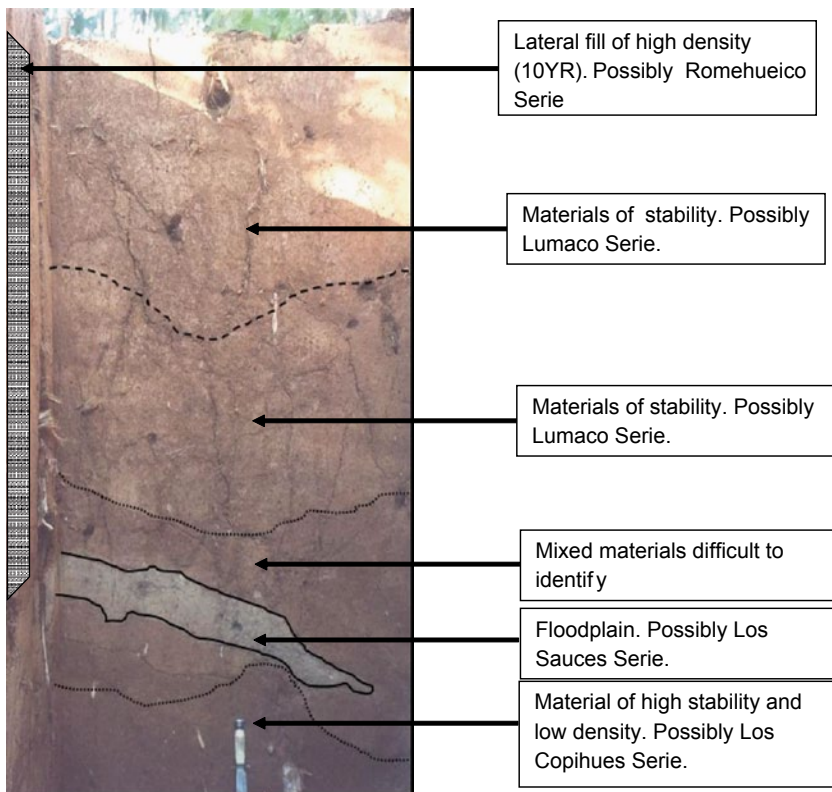 Lateral fill of high density
(10YR). Possibly Romehueico
Serie
Materials of stability. Possibly
Lumaco Serie.
Materials of stability. Possibly
Lumaco Serie.
Mixed materials difficult to
identify
Floodplain. Possibly Los
Sauces Serie.
Material of high stability and
low density. Possibly Los
Copihues Serie.